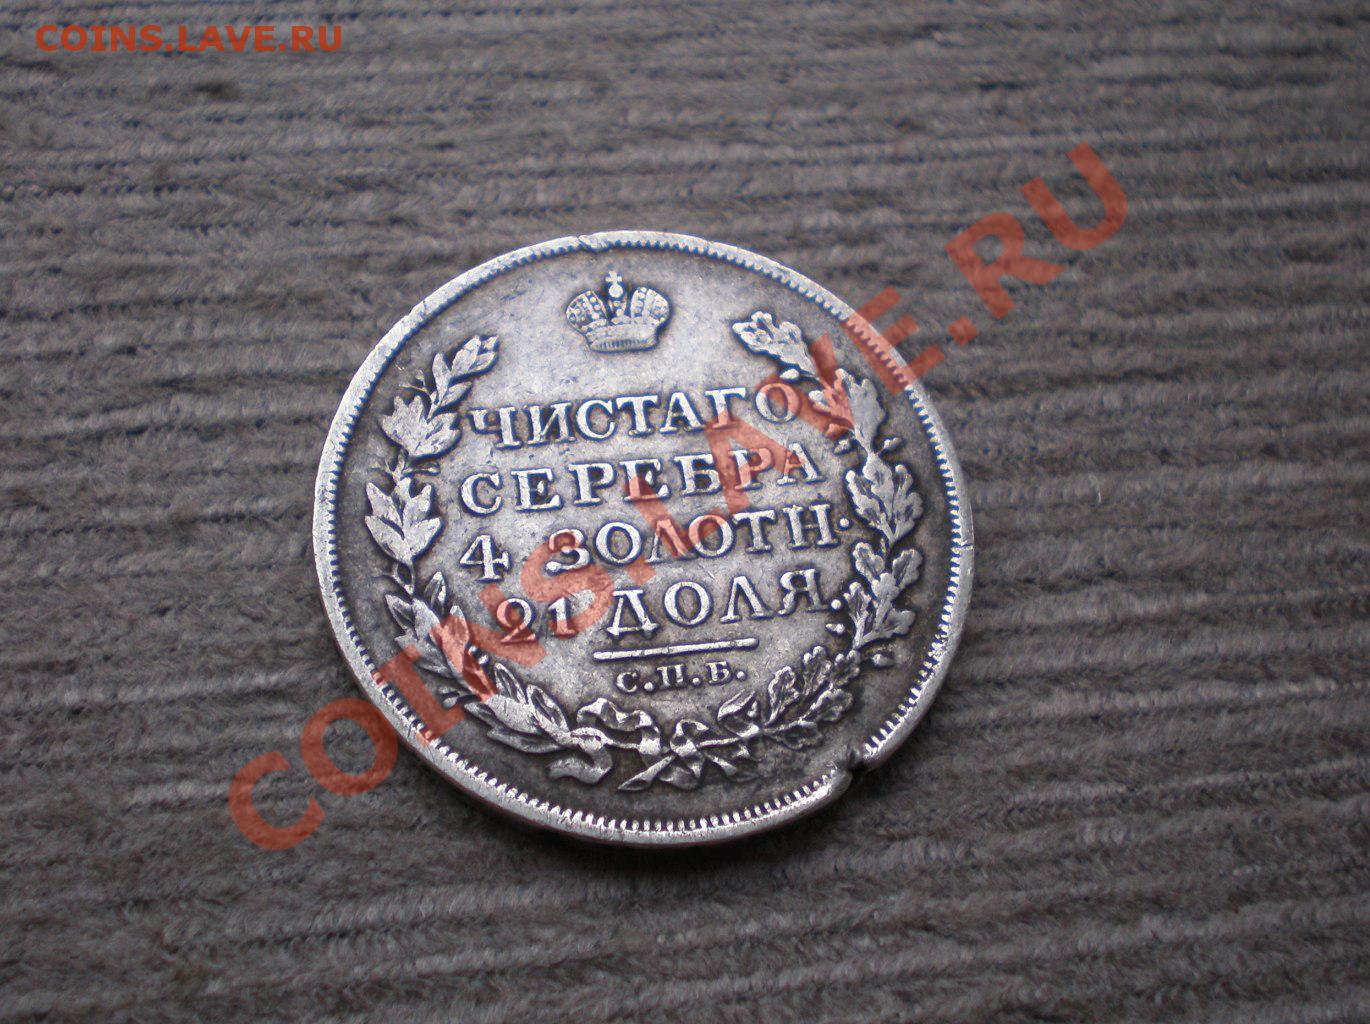 COINS.LAVE.RU
ЧИСТАГО
СЕРЕБРА
4 ЗОЛОТН.
21 ДОЛЯ.
С.П.Б.
COINS.LAVE.RU